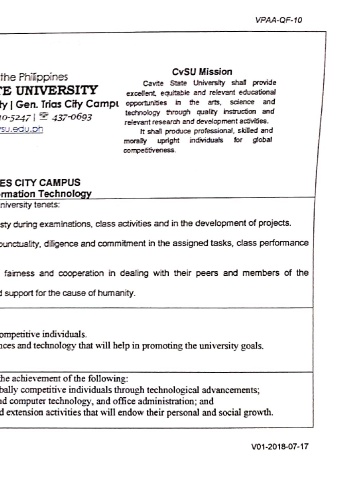 VPAA-QF-10
the Philippines
TE UNIVERSITY
ty | Gen. Trias City Campu
0-5247 | ☏ 437-0693
vsu.edu.ph
CvSU Mission
Cavite State University shall provide
excellent, equitable and relevant educational
opportunities in the arts, science and
technology through quality instruction and
relevant research and development activities.
It shall produce professional, skilled and
morally upright individuals for global
competitiveness.
ES CITY CAMPUS
rmation Technology
niversity tenets:
sty during examinations, class activities and in the development of projects.
punctuality, diligence and commitment in the assigned tasks, class performance
fairness and cooperation in dealing with their peers and members of the
d support for the cause of humanity.
ompetitive individuals.
nces and technology that will help in promoting the university goals.
the achievement of the following:
bally competitive individuals through technological advancements;
nd computer technology, and office administration; and
d extension activities that will endow their personal and social growth.
V01-2018-07-17